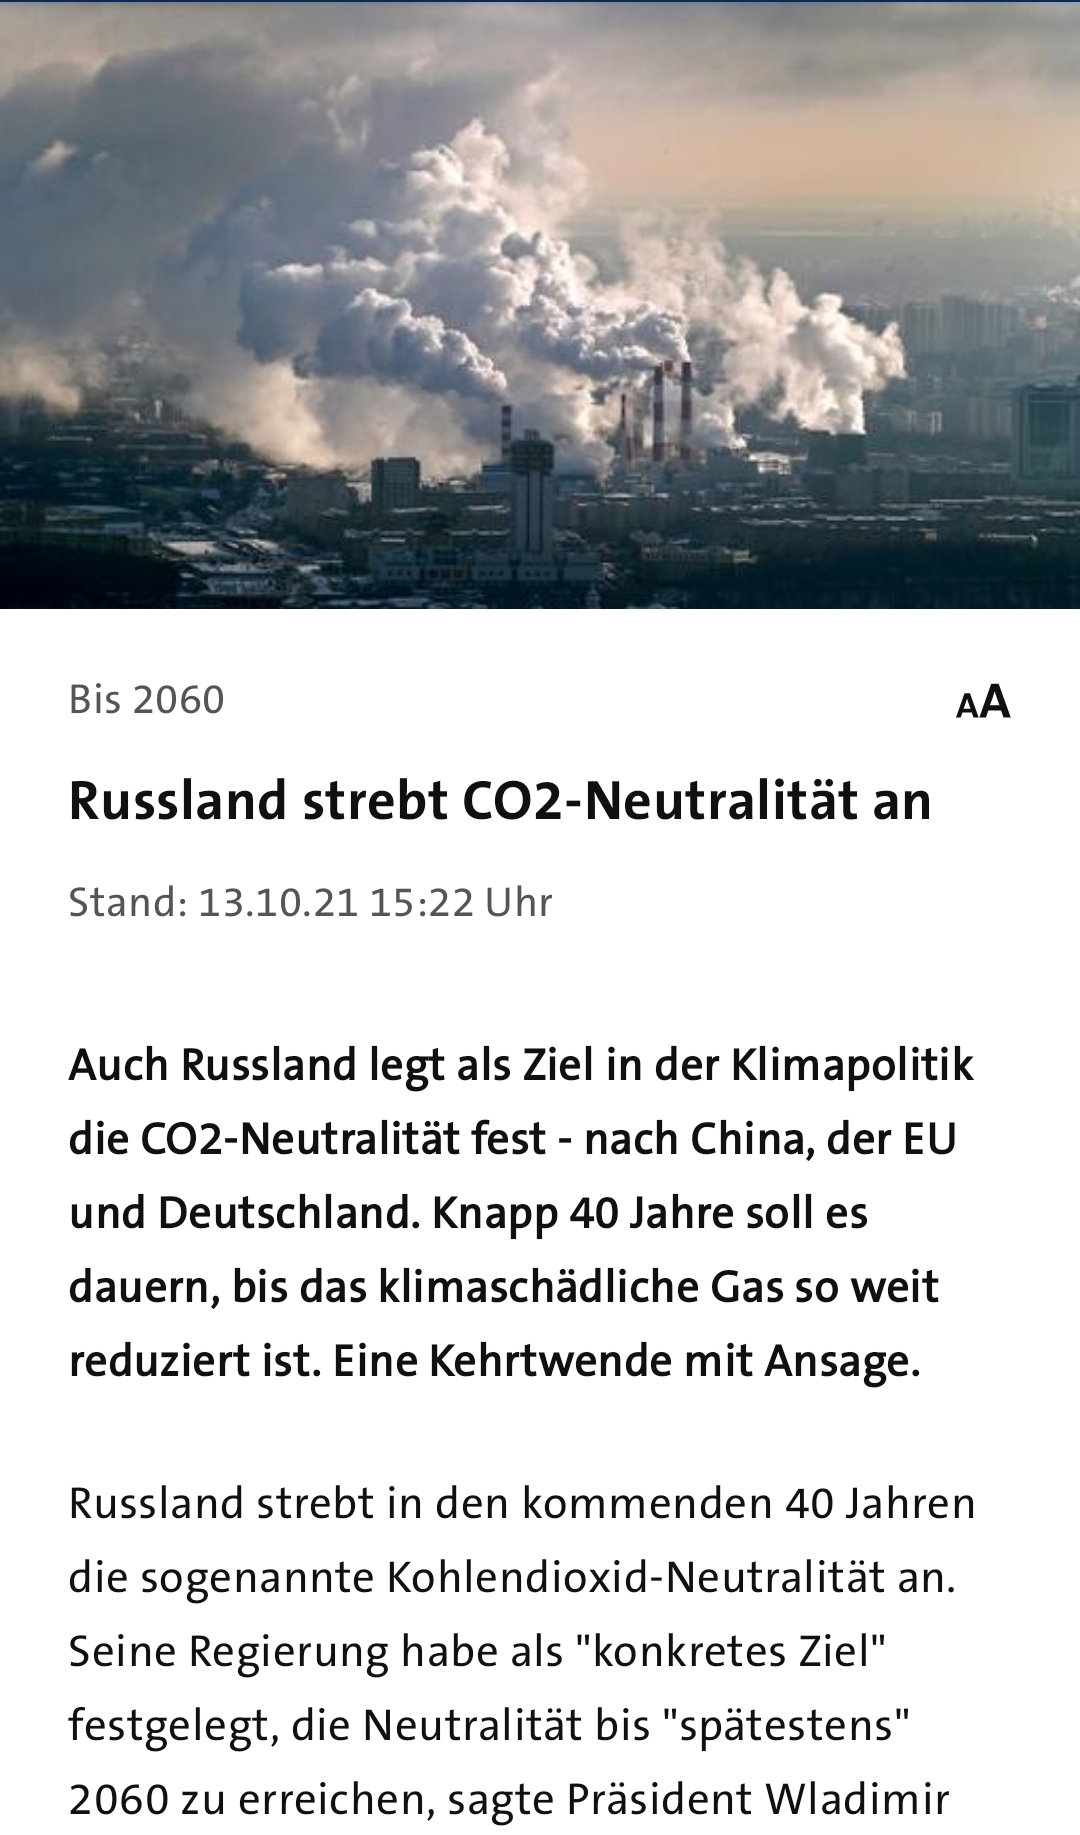 Bis 2060
AA
Russland strebt CO2-Neutralität an
Stand: 13.10.21 15:22 Uhr
Auch Russland legt als Ziel in der Klimapolitik
die CO2-Neutralität fest - nach China, der EU
und Deutschland. Knapp 40 Jahre soll es
dauern, bis das klimaschädliche Gas so weit
reduziert ist. Eine Kehrtwende mit Ansage.
Russland strebt in den kommenden 40 Jahren
die sogenannte Kohlendioxid-Neutralität an.
Seine Regierung habe als "konkretes Ziel"
festgelegt, die Neutralität bis "spätestens"
2060 zu erreichen, sagte Präsident Wladimir